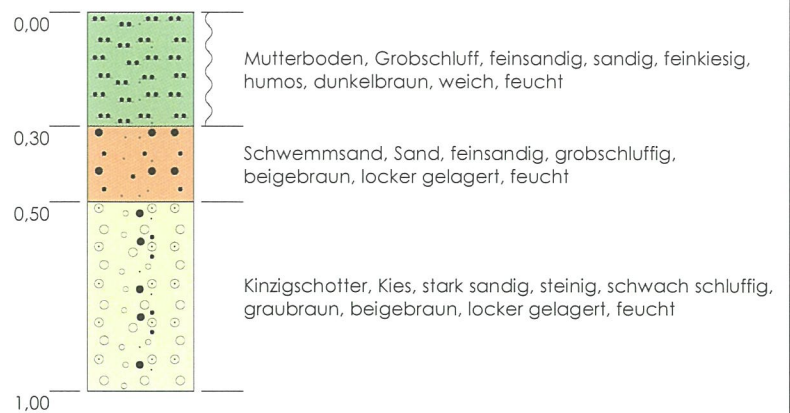 0,00
Mutterboden, Grobschluff, feinsandig, sandig, feinkiesig,
humos, dunkelbraun, weich, feucht
0,30
Schwemmsand, Sand, feinsandig, grobschluffig,
beigebraun, locker gelagert, feucht
0,50
Kinzigschotter, Kies, stark sandig, steinig, schwach schluffig,
graubraun, beigebraun, locker gelagert, feucht
1,00